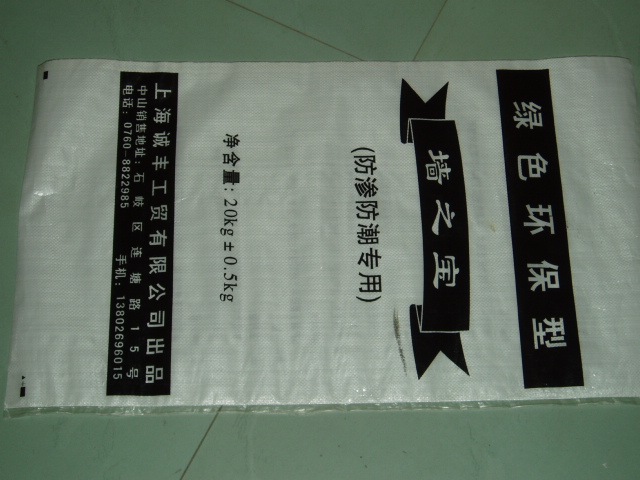 绿色环保型
墙之宝
(防渗防潮专用)
净含量: 20kg±0.5kg
上海诚丰工贸有限公司出品
中山销售地址: 石岐区连塘路15号
电话: 0760-8822985 手机: 13802696015